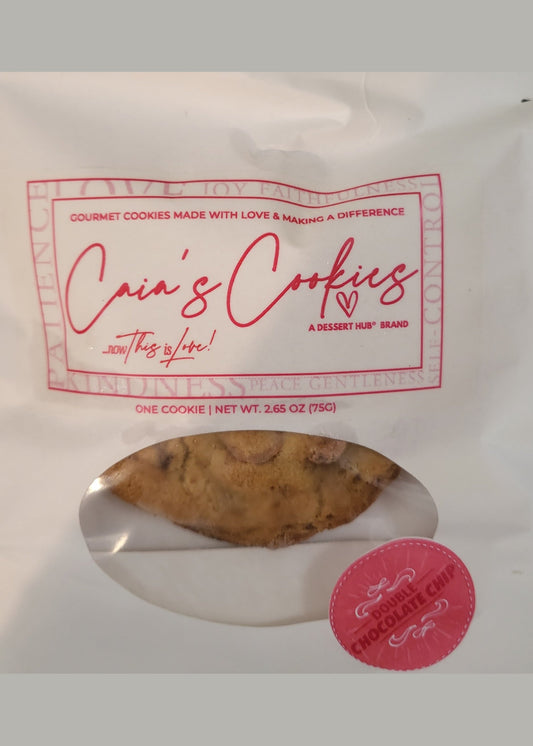 LOVE JOY FAITHFULNESS
PATIENCE
GOURMET COOKIES MADE WITH LOVE & MAKING A DIFFERENCE
Caia's Cookies
A DESSERT HUB® BRAND
...now This is Love!
SELF-CONTROL
KINDNESS PEACE GENTLENESS
ONE COOKIE | NET WT. 2.65 OZ (75G)
DOUBLE
CHOCOLATE CHIP